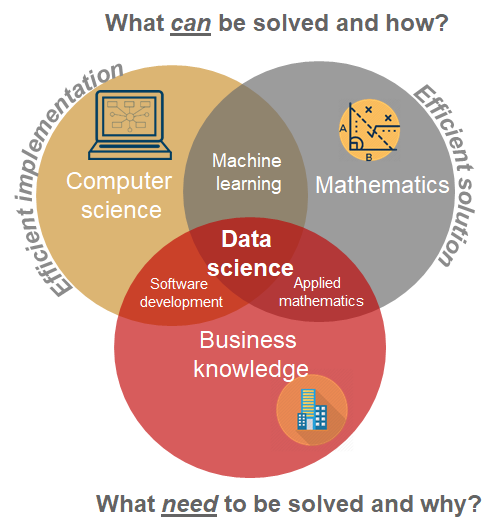 What can be solved and how?
Efficient implementation
Efficient solution
Machine
learning
Computer
science
Mathematics
A
B
Data
science
Software
development
Applied
mathematics
Business
knowledge
What need to be solved and why?